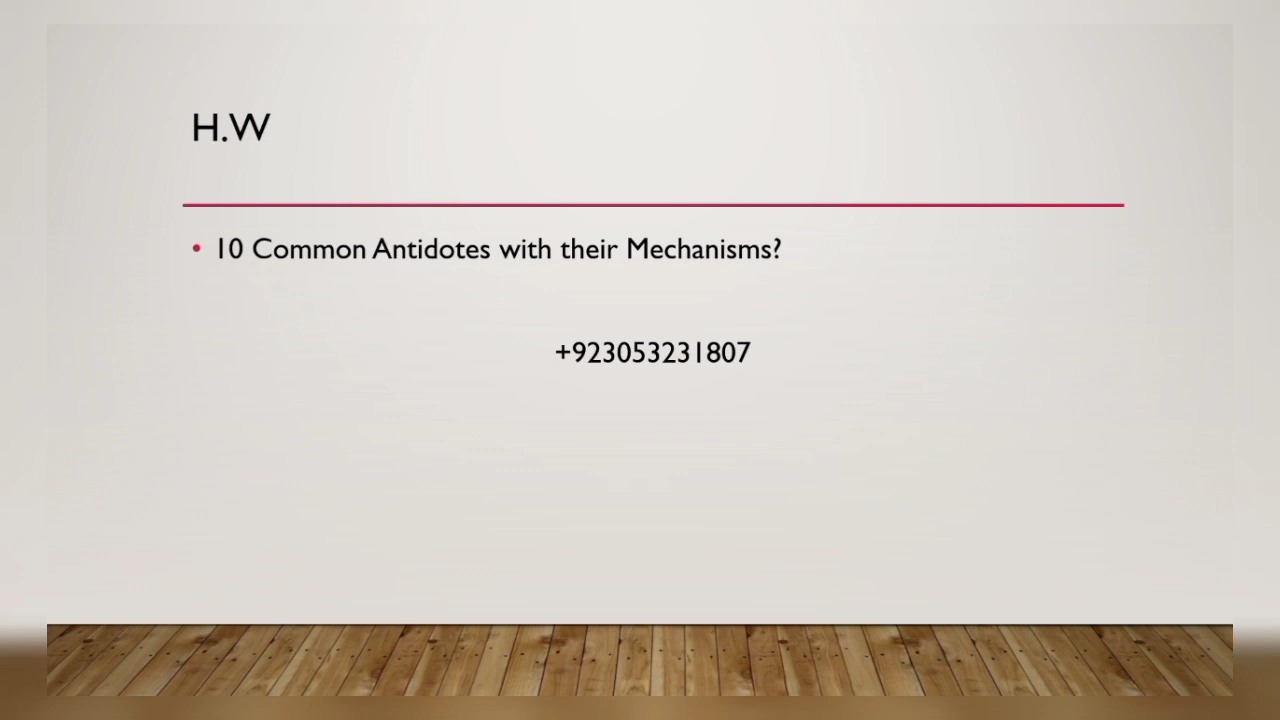 H.W
• 10 Common Antidotes with their Mechanisms?
+923053231807